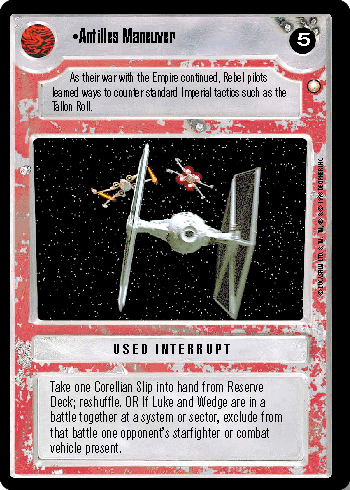 •Antilles Maneuver
5
As their war with the Empire continued, Rebel pilots
learned ways to counter standard Imperial tactics such as the
Tallon Roll.
USED INTERRUPT
Take one Corellian Slip into hand from Reserve
Deck; reshuffle. OR If Luke and Wedge are in a
battle together at a system or sector, exclude from
that battle one opponent's starfighter or combat
vehicle present.